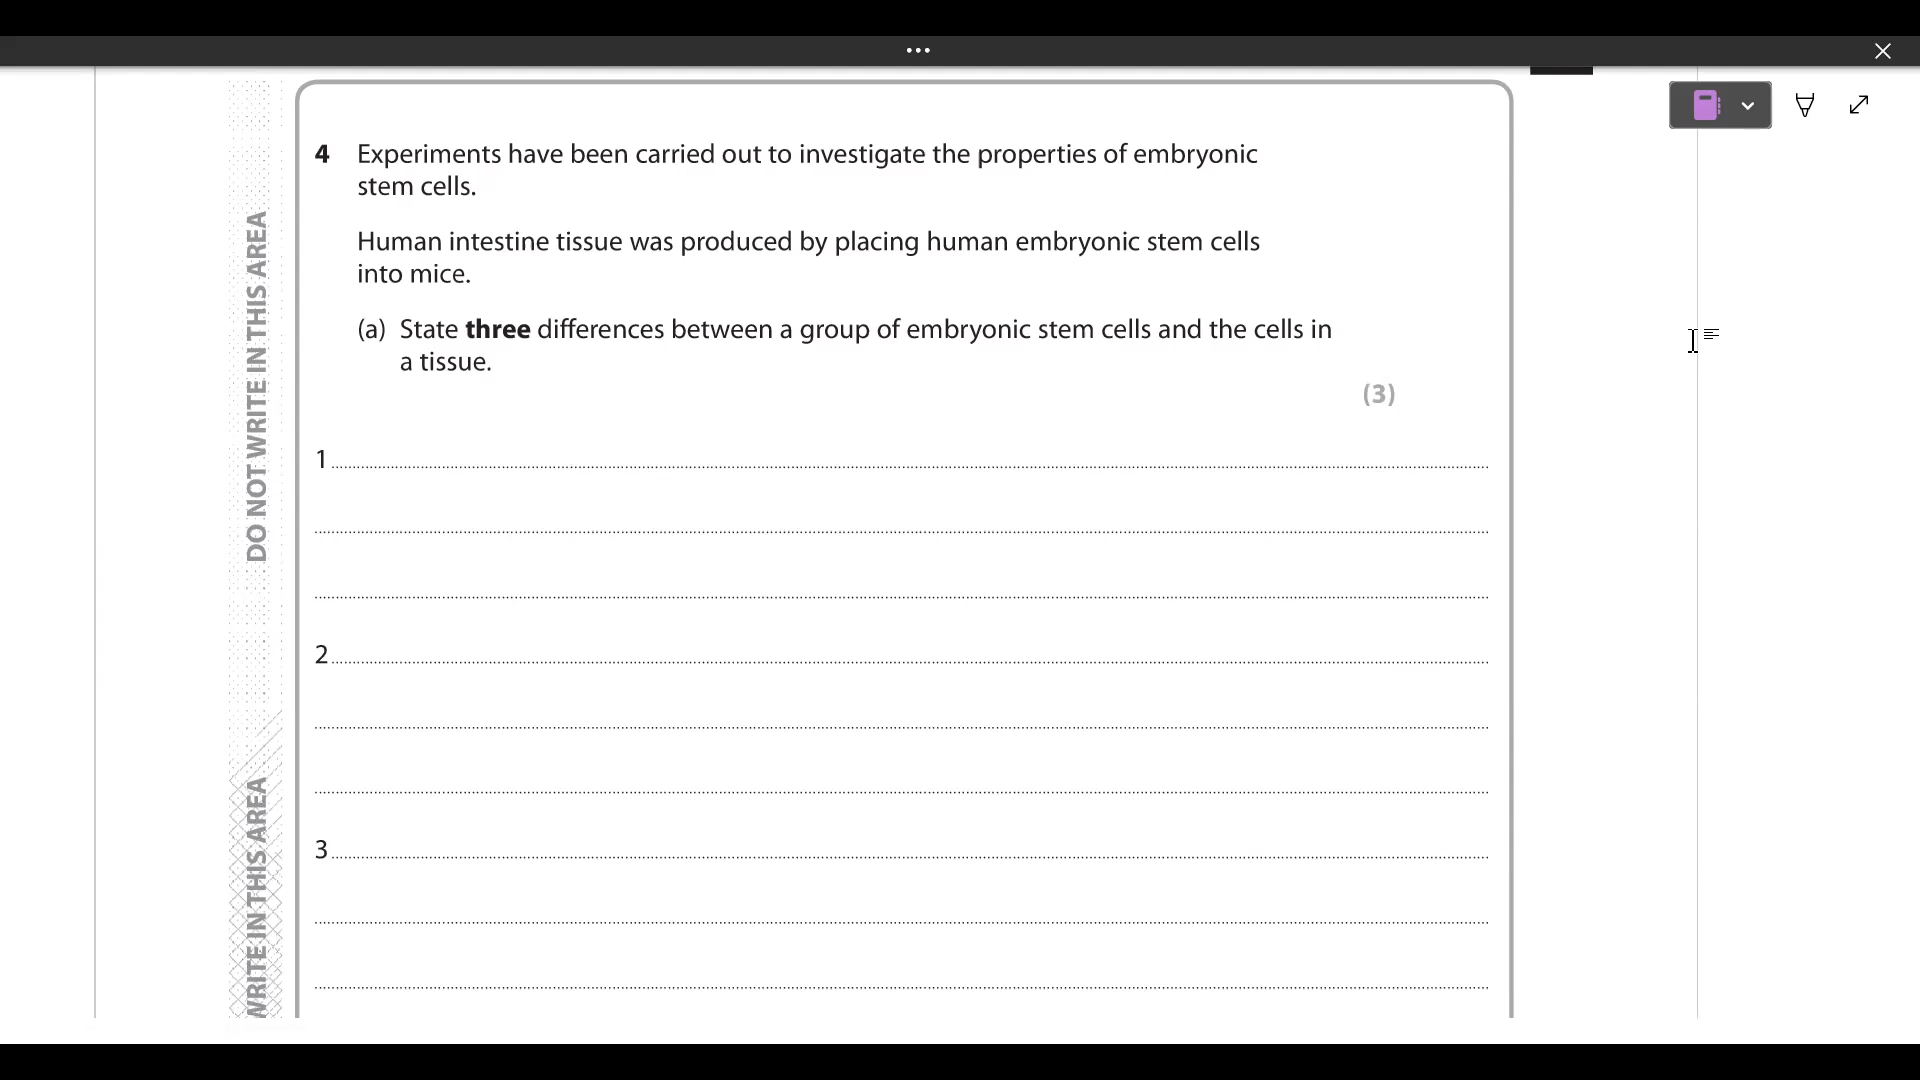 4 Experiments have been carried out to investigate the properties of embryonic
stem cells.
Human intestine tissue was produced by placing human embryonic stem cells
into mice.
(a) State three differences between a group of embryonic stem cells and the cells in
a tissue.
(3)
1
2
3
DO NOT WRITE IN THIS AREA
WRITE IN THIS AREA